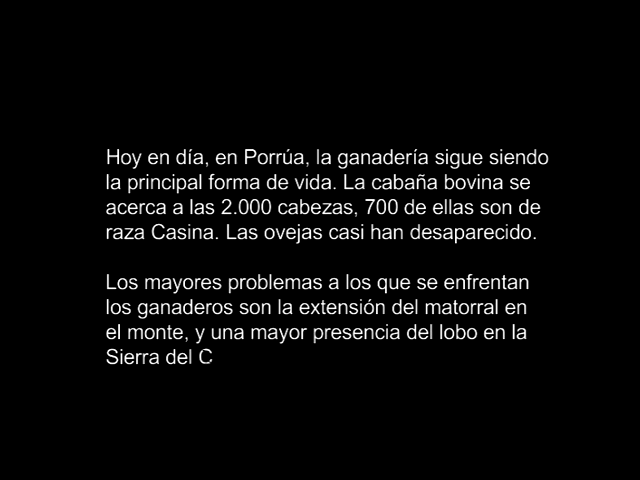 Hoy en día, en Porrúa, la ganadería sigue siendo
la principal forma de vida. La cabaña bovina se
acerca a las 2.000 cabezas, 700 de ellas son de
raza Casina. Las ovejas casi han desaparecido.
Los mayores problemas a los que se enfrentan
los ganaderos son la extensión del matorral en
el monte, y una mayor presencia del lobo en la
Sierra del C